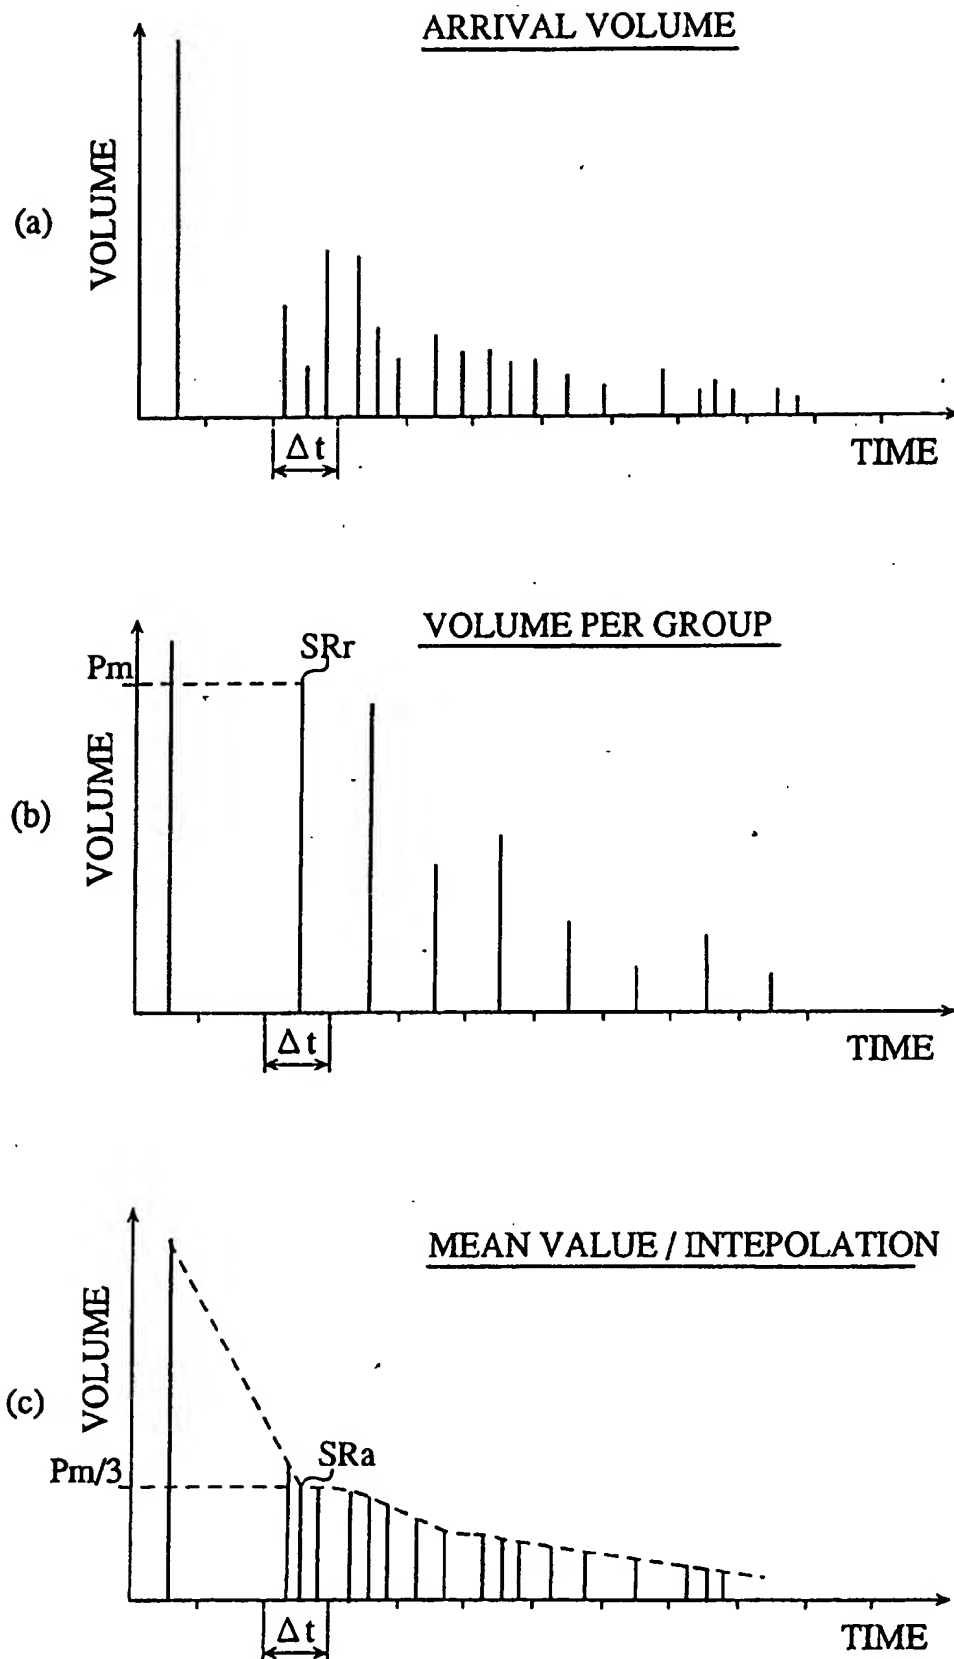 ARRIVAL VOLUME
VOLUME
(a)
Δt
TIME
VOLUME PER GROUP
SRr
Pm
VOLUME
(b)
Δt
TIME
MEAN VALUE / INTEPOLATION
VOLUME
(c)
SRa
Pm/3
Δt
TIME